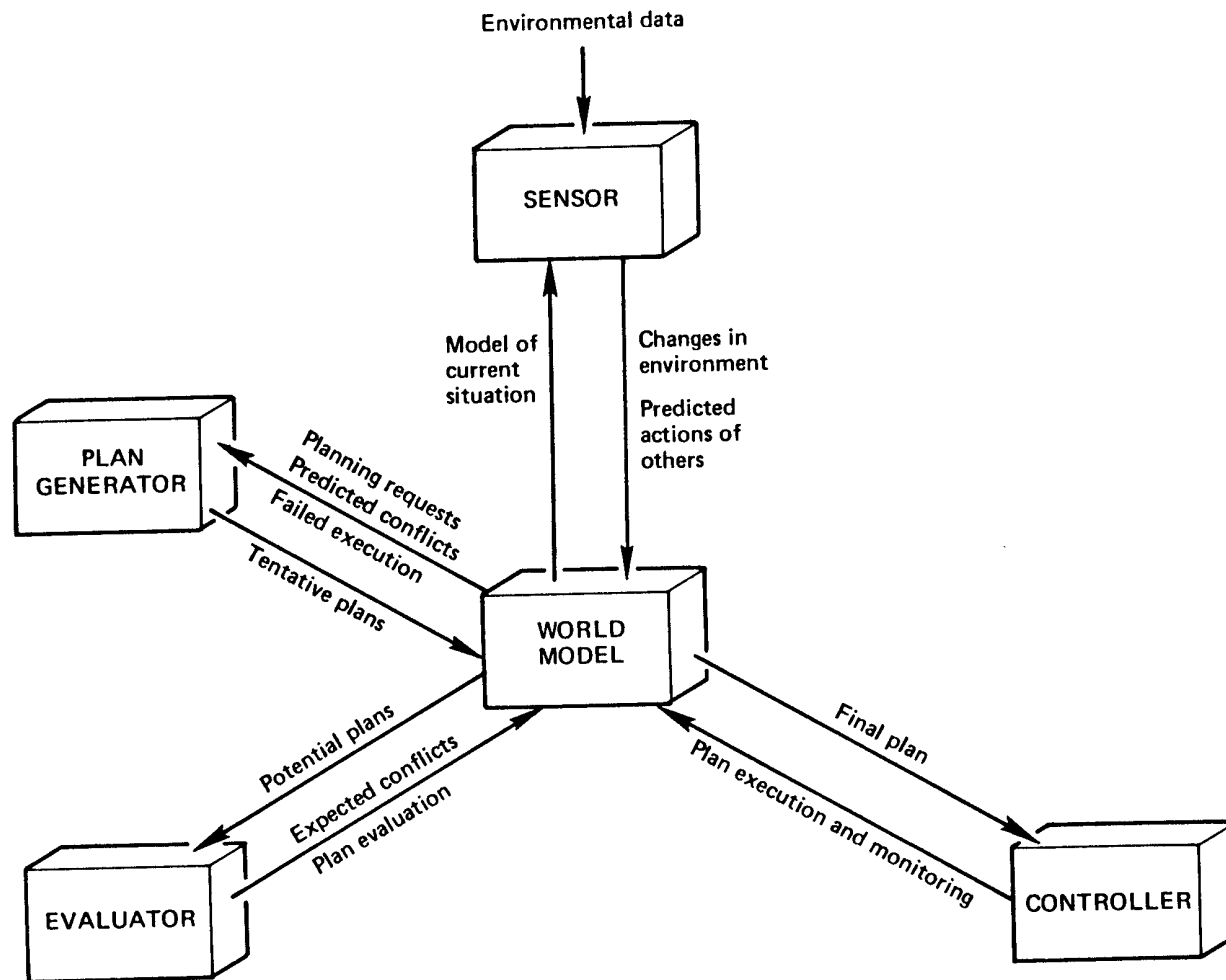 Environmental data
SENSOR
Model of
current
situation
Changes in
environment
Predicted
actions of
others
PLAN
GENERATOR
Planning requests
Predicted conflicts
Failed execution
Tentative plans
WORLD
MODEL
Potential plans
Expected conflicts
Plan evaluation
Final plan
Plan execution and monitoring
EVALUATOR
CONTROLLER